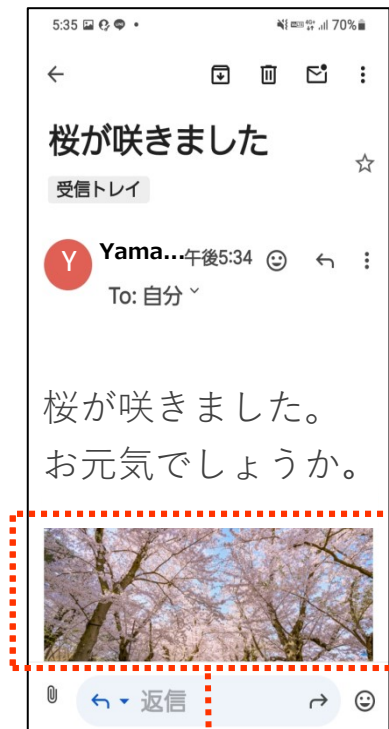 5:35 70%
桜が咲きました
受信トレイ
Y Yama...午後5:34
To: 自分
桜が咲きました。
お元気でしょうか。
返信